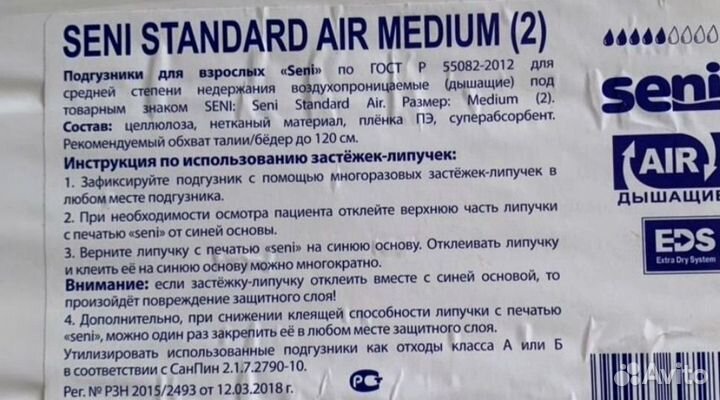 SENI STANDARD AIR MEDIUM (2)
Подгузники для взрослых «Seni» по ГОСТ Р 55082-2012 для
средней степени недержания воздухопроницаемые (дышащие) под
товарным знаком SENI: Seni Standard Air. Размер: Medium (2).
Состав: целлюлоза, нетканый материал, плёнка ПЭ, суперабсорбент.
Рекомендуемый обхват талии/бёдер до 120 см.
Инструкция по использованию застёжек-липучек:
1. Зафиксируйте подгузник с помощью многоразовых застёжек-липучек в
любом месте подгузника.
2. При необходимости осмотра пациента отклейте верхнюю часть липучки
с печатью «seni» от синей основы.
3. Верните липучку с печатью «seni» на синюю основу. Отклеивать липучку
и клеить её на синюю основу можно многократно.
Внимание: если застёжку-липучку отклеить вместе с синей основой, то
произойдёт повреждение защитного слоя!
4. Дополнительно, при снижении клеящей способности липучки с печатью
«seni», можно один раз закрепить её в любом месте защитного слоя.
Утилизировать использованные подгузники как отходы класса А или Б
в соответствии с СанПин 2.1.7.2790-10.
Рег. № РЗН 2015/2493 от 12.03.2018 г.
seni
AIR
ДЫШАЩИЕ
EDS
Extra Dry System
Avito